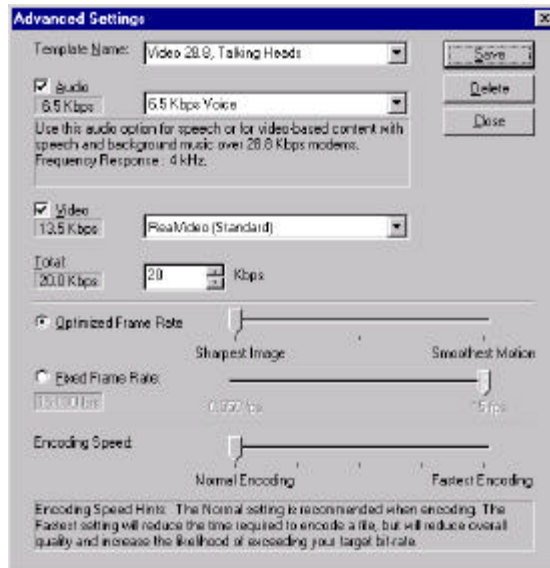 Advanced Settings
Template Name:
Video 28.8, Talking Heads
Save
Delete
Close
Audio
6.5 Kbps
6.5 Kbps Voice
Use this audio option for speech or for video-based content with
speech and background music over 28.8 Kbps modems.
Frequency Response: 4 kHz.
Video
13.5 Kbps
RealVideo (Standard)
Total:
20.0 Kbps
20
Kbps
Optimized Frame Rate
Sharpest Image
Smoothest Motion
Fixed Frame Rate:
15 fps
Encoding Speed:
Normal Encoding
Fastest Encoding
Encoding Speed Hints: The Normal setting is recommended when encoding. The
Fastest setting will reduce the time required to encode a file, but will reduce overall
quality and increase the likelihood of exceeding your target bit-rate.